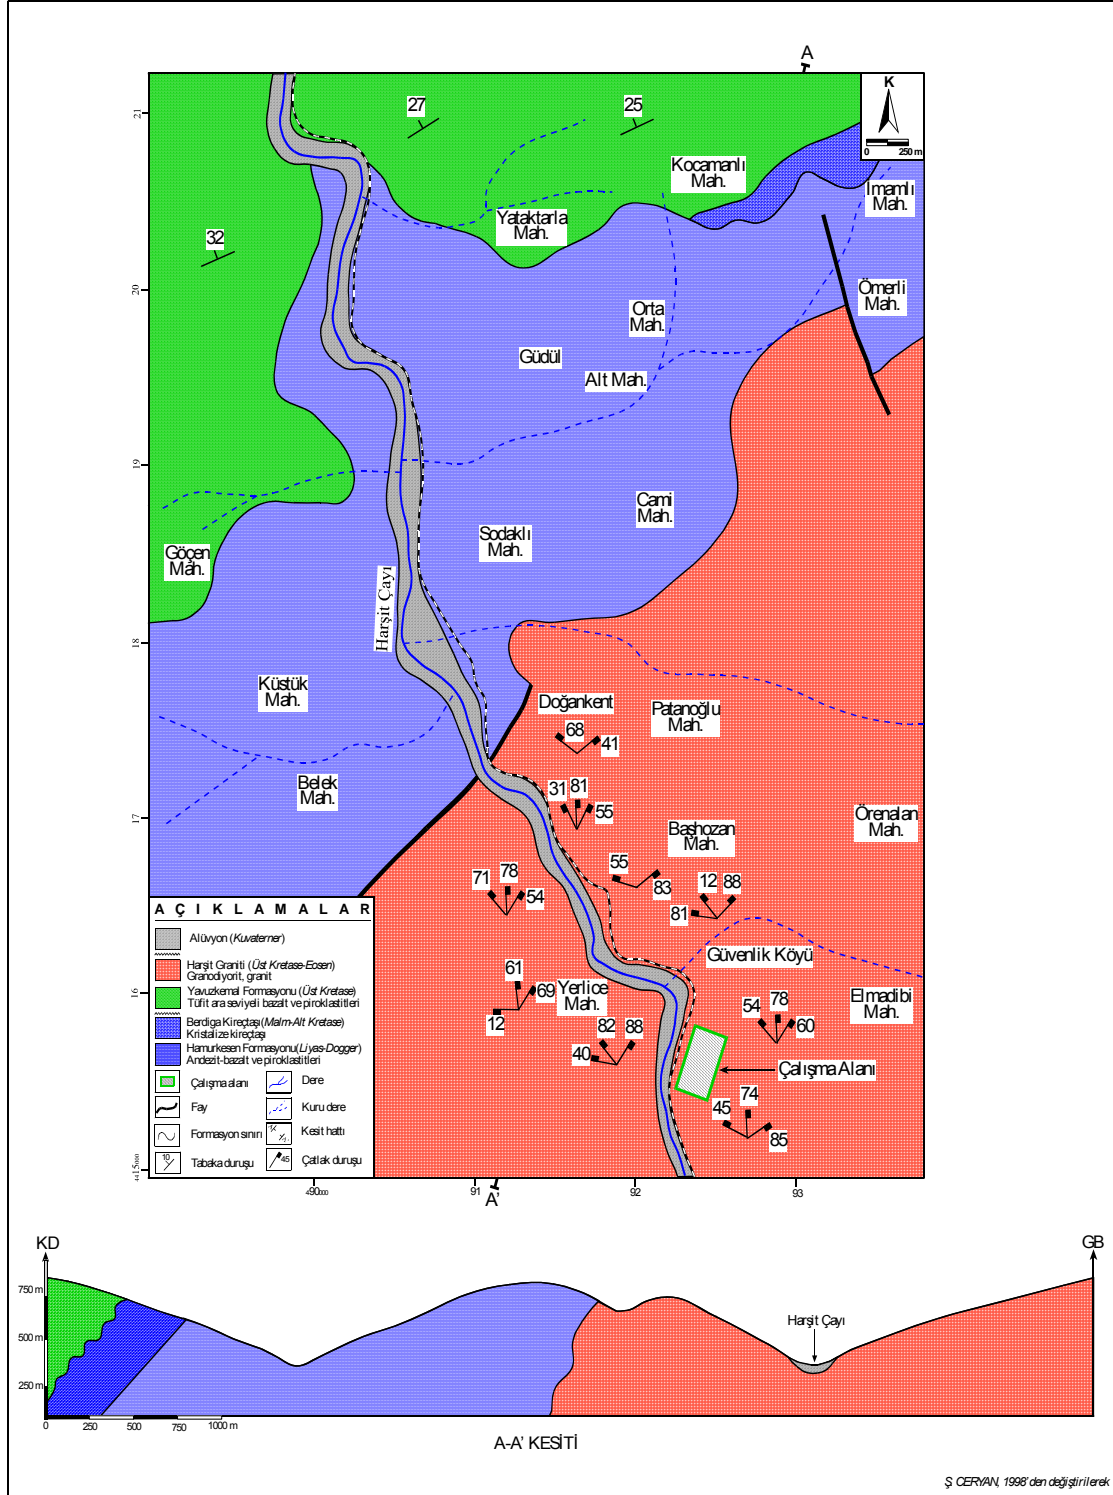 A
K
0 250 m
21
20
19
18
17
16
4415000
27
25
32
Kocamanlı
Mah.
İmamlı
Mah.
Yataktarla
Mah.
Ömerli
Mah.
Orta
Mah.
Güdül
Alt Mah.
Cami
Mah.
Sodaklı
Mah.
Göçen
Mah.
Harşit Çayı
Küstük
Mah.
Doğankent
Patanoğlu
Mah.
68
41
Belek
Mah.
31 81
55
Örenalan
Mah.
Başhozan
Mah.
55
83
12 88
81
71 78
54
Güvenlik Köyü
61
69
12
Yerlice
Mah.
Elmadibi
Mah.
54 78
60
82 88
40
Çalışma Alanı
74
45
85
A Ç I K L A M A L A R
Alüvyon (Kuvaterner)
Harşit Graniti (Üst Kretase-Eosen)
Granodiyorit, granit
Yavuzkemal Formasyonu (Üst Kretase)
Tüfit ara seviyeli bazalt ve piroklastitleri
Berdiga Kireçtaşı (Malm-Alt Kretase)
Kristalize kireçtaşı
Hamurkesen Formasyonu (Liyas-Dogger)
Andezit-bazalt ve piroklastitleri
Çalışma alanı
Dere
Fay
Kuru dere
Formasyon sınırı
Kesit hattı
10
Tabaka duruşu
45
Çatlak duruşu
490000
91
92
93
A'
KD
GB
750 m
500 m
250 m
Harşit Çayı
0 250 500 750 1000 m
A-A' KESİTİ
Ş. CERYAN, 1998' den değiştirilerek